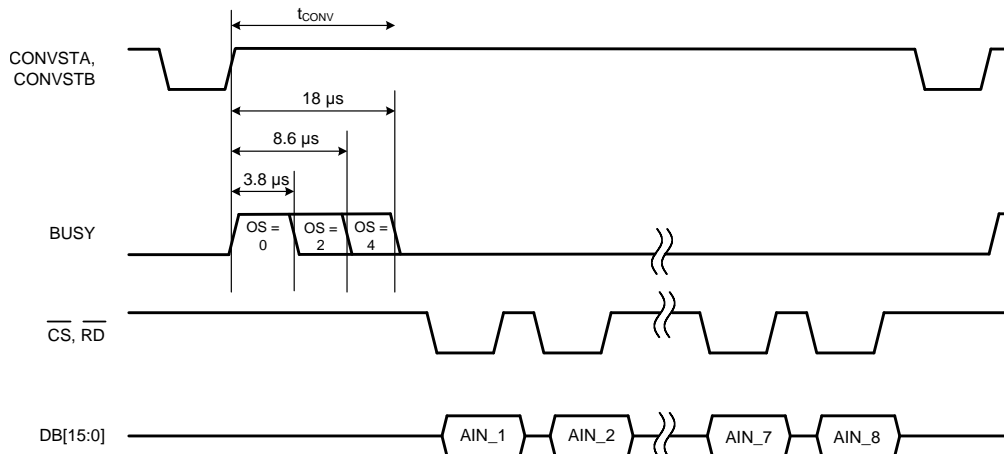 tCONV
CONVSTA,
CONVSTB
18 µs
8.6 µs
3.8 µs
BUSY
OS =
0
OS =
2
OS =
4
CS, RD
DB[15:0]
AIN_1
AIN_2
AIN_7
AIN_8